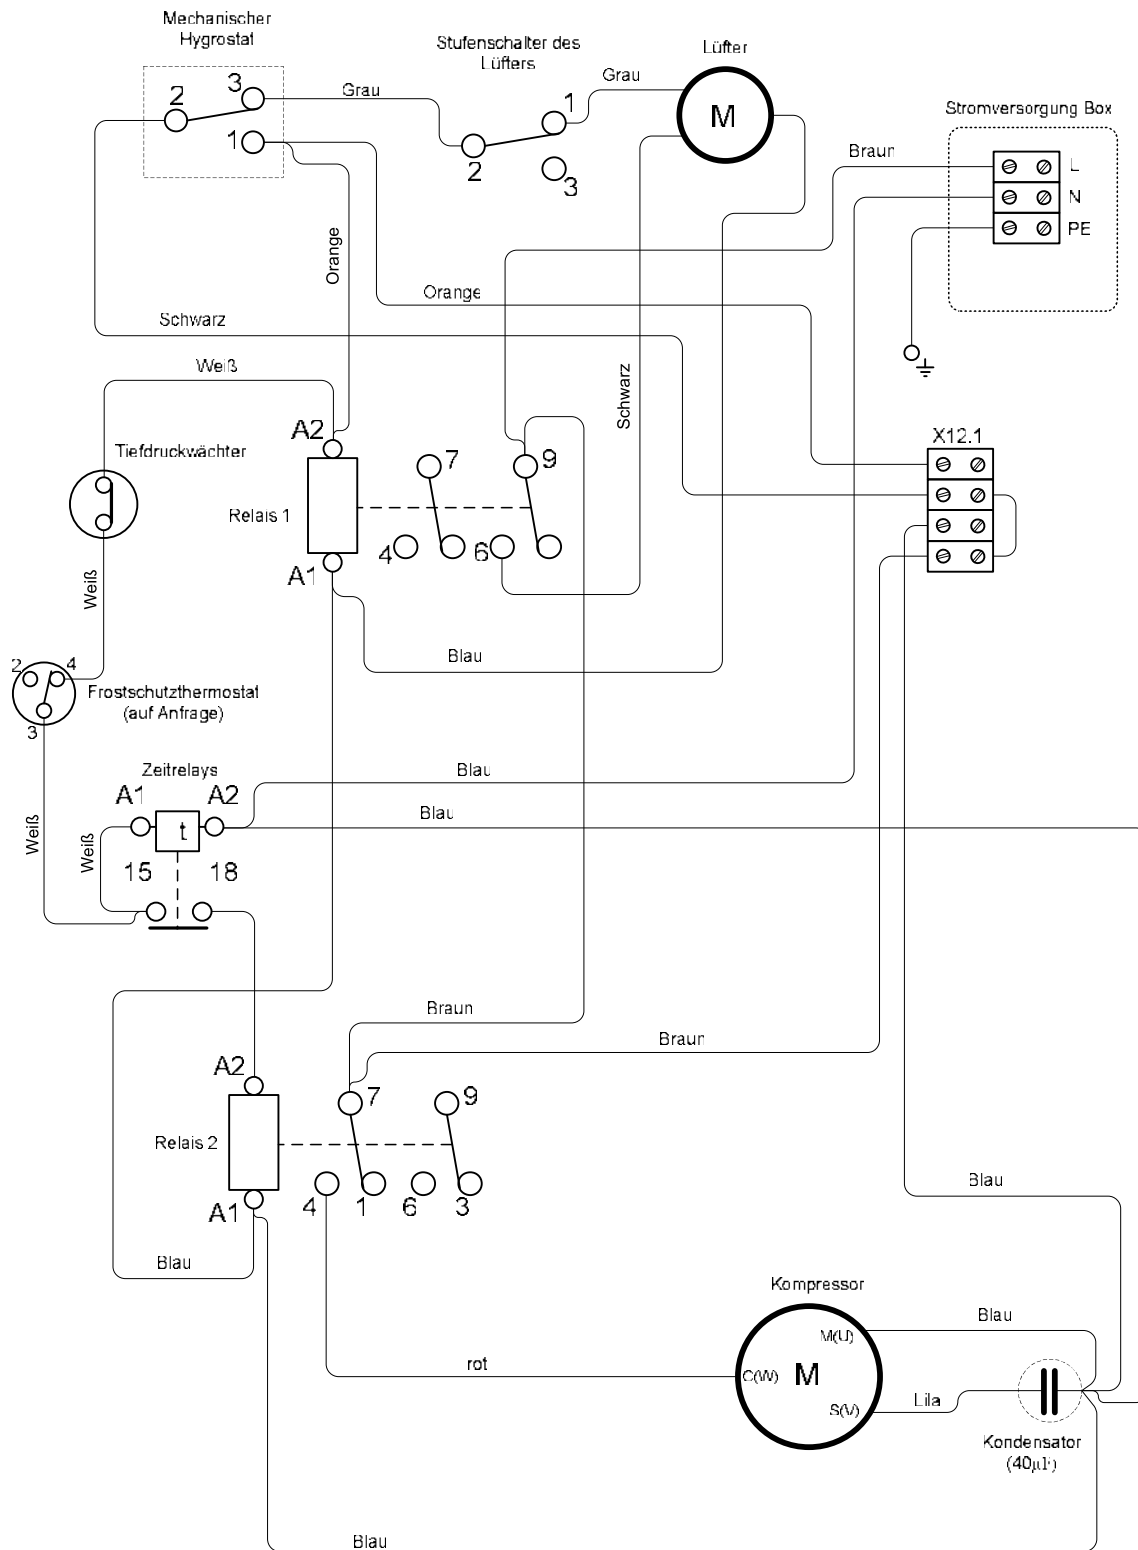 Mechanischer
Hygrostat
Stufenschalter des
Lüfters
Lüfter
Stromversorgung Box
2
3
1
Grau
2
1
3
Grau
M
Braun
L
N
PE
Orange
Orange
Schwarz
Weiß
Schwarz
X12.1
A2
Tiefdruckwächter
7
9
Relais 1
4
6
A1
Weiß
Blau
2
4
3
Frostschutzthermostat
(auf Anfrage)
Zeitrelays
A1
A2
t
Blau
Blau
Weiß
Weiß
15
18
Braun
Braun
A2
7
9
Relais 2
A1
4
1
6
3
Blau
Blau
Kompressor
M(U)
C(W)
M
S(V)
Blau
rot
Lila
Kondensator
Blau